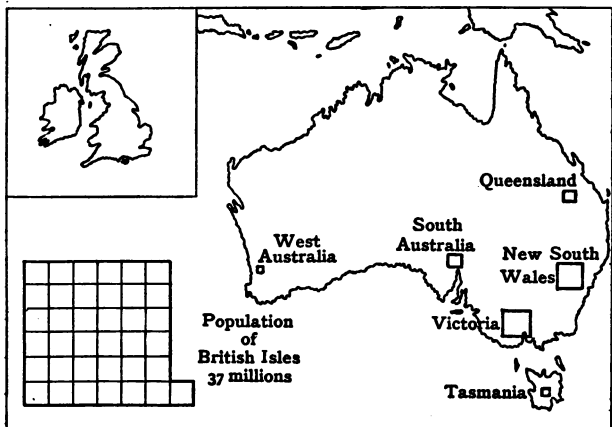 Queensland
South
Australia
West
Australia
New South
Wales
Victoria
Population
of
British Isles
37 millions
Tasmania